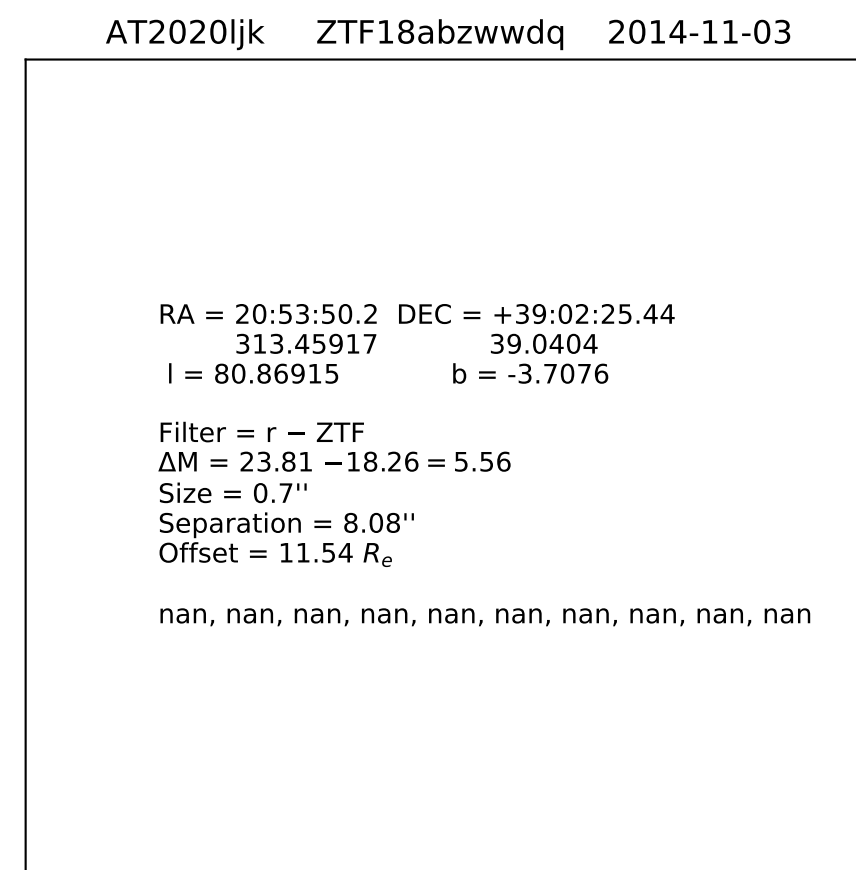 AT2020ljk ZTF18abzwwdq 2014-11-03
RA = 20:53:50.2 DEC = +39:02:25.44
313.45917 39.0404
l = 80.86915 b = -3.7076
Filter = r − ZTF
ΔM = 23.81 −18.26 = 5.56
Size = 0.7''
Separation = 8.08''
Offset = 11.54 Rₑ
nan, nan, nan, nan, nan, nan, nan, nan, nan, nan